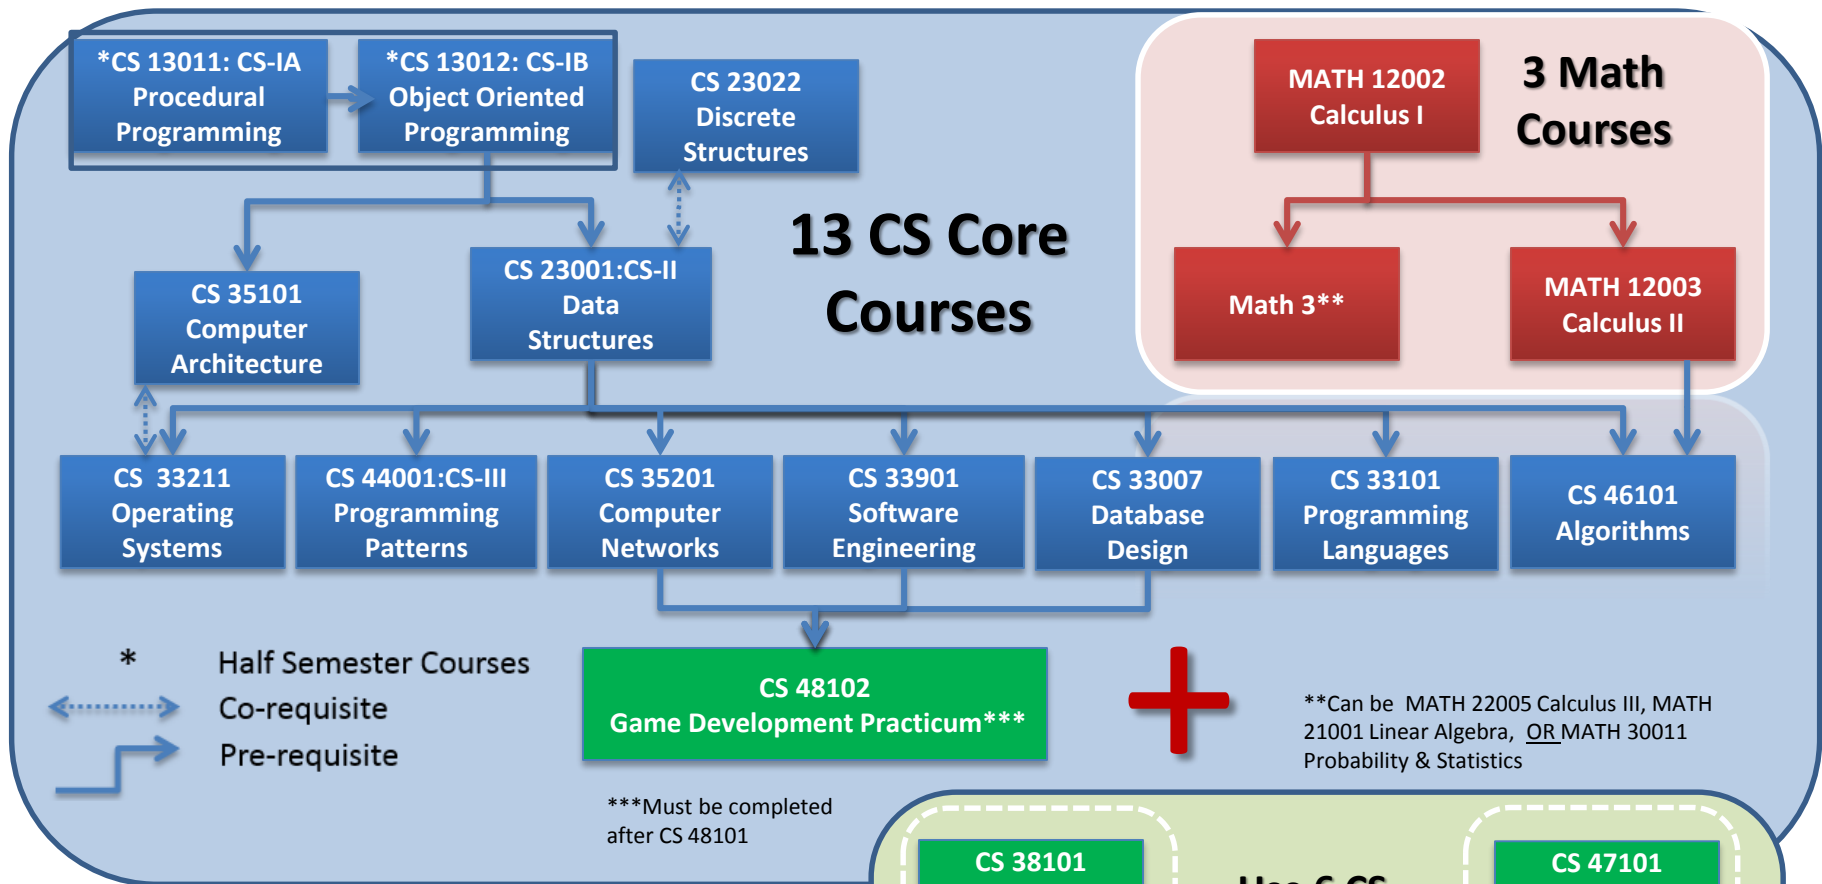 *CS 13011: CS-IA
Procedural
Programming
*CS 13012: CS-IB
Object Oriented
Programming
CS 23022
Discrete
Structures
MATH 12002
Calculus I
3 Math
Courses
13 CS Core
Courses
CS 35101
Computer
Architecture
CS 23001:CS-II
Data
Structures
Math 3**
MATH 12003
Calculus II
CS  33211
Operating
Systems
CS 44001:CS-III
Programming
Patterns
CS 35201
Computer
Networks
CS 33901
Software
Engineering
CS 33007
Database
Design
CS 33101
Programming
Languages
CS 46101
Algorithms
* Half Semester Courses
Co-requisite
Pre-requisite
CS 48102
Game Development Practicum***
**Can be  MATH 22005 Calculus III, MATH
21001 Linear Algebra,  OR MATH 30011
Probability & Statistics
***Must be completed
after CS 48101
CS 38101
CS 47101